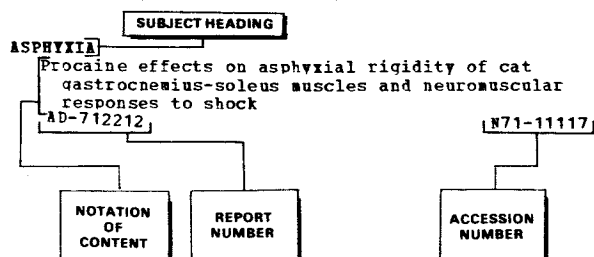 SUBJECT HEADING
ASPHYXIA
Procaine effects on asphyxial rigidity of cat
gastrocnemius-soleus muscles and neuromuscular
responses to shock
AD-712212 N71-11117
NOTATION OF CONTENT
REPORT NUMBER
ACCESSION NUMBER